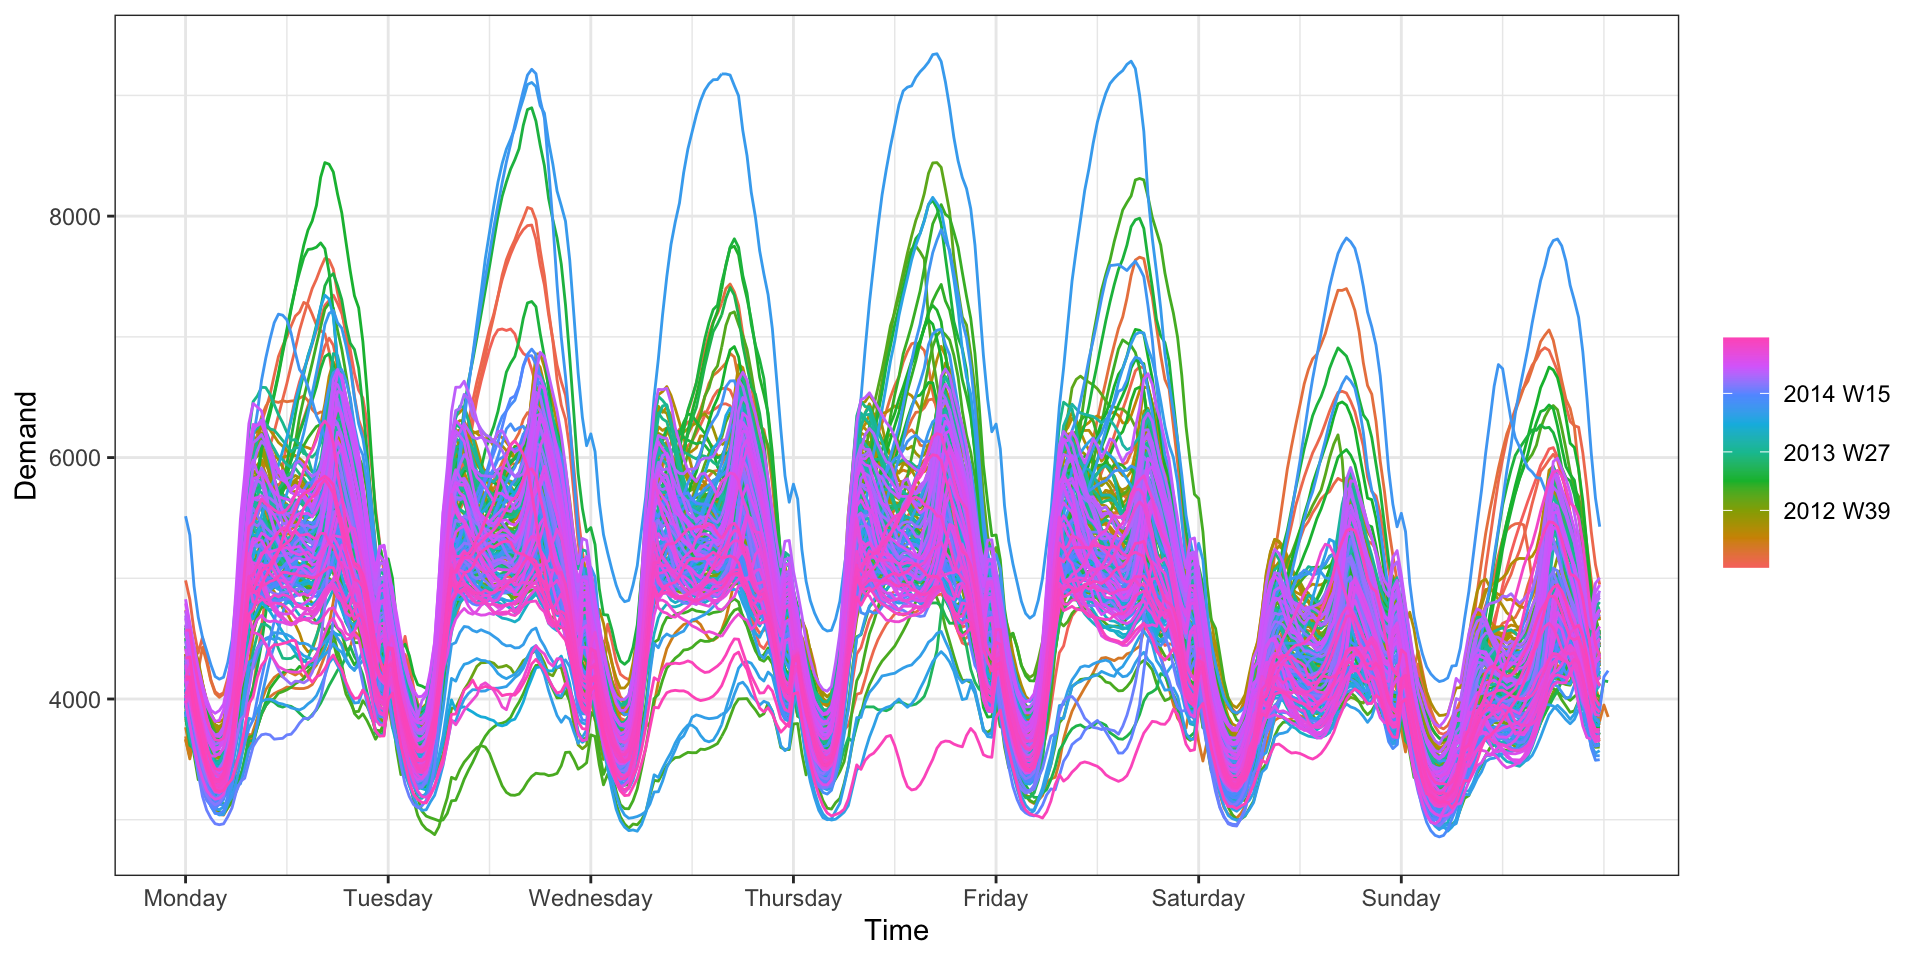 Demand
8000
6000
4000
Monday Tuesday Wednesday Thursday Friday Saturday Sunday
Time
2014 W15
2013 W27
2012 W39